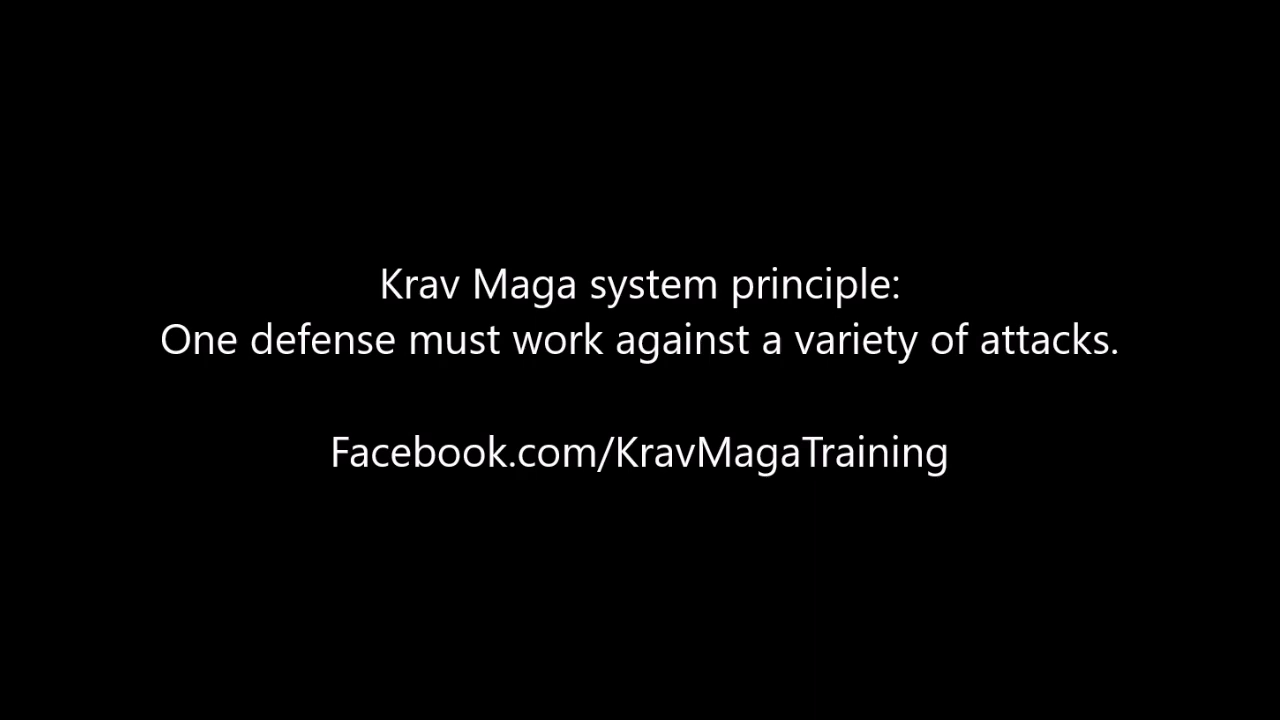 Krav Maga system principle:
One defense must work against a variety of attacks.
Facebook.com/KravMagaTraining